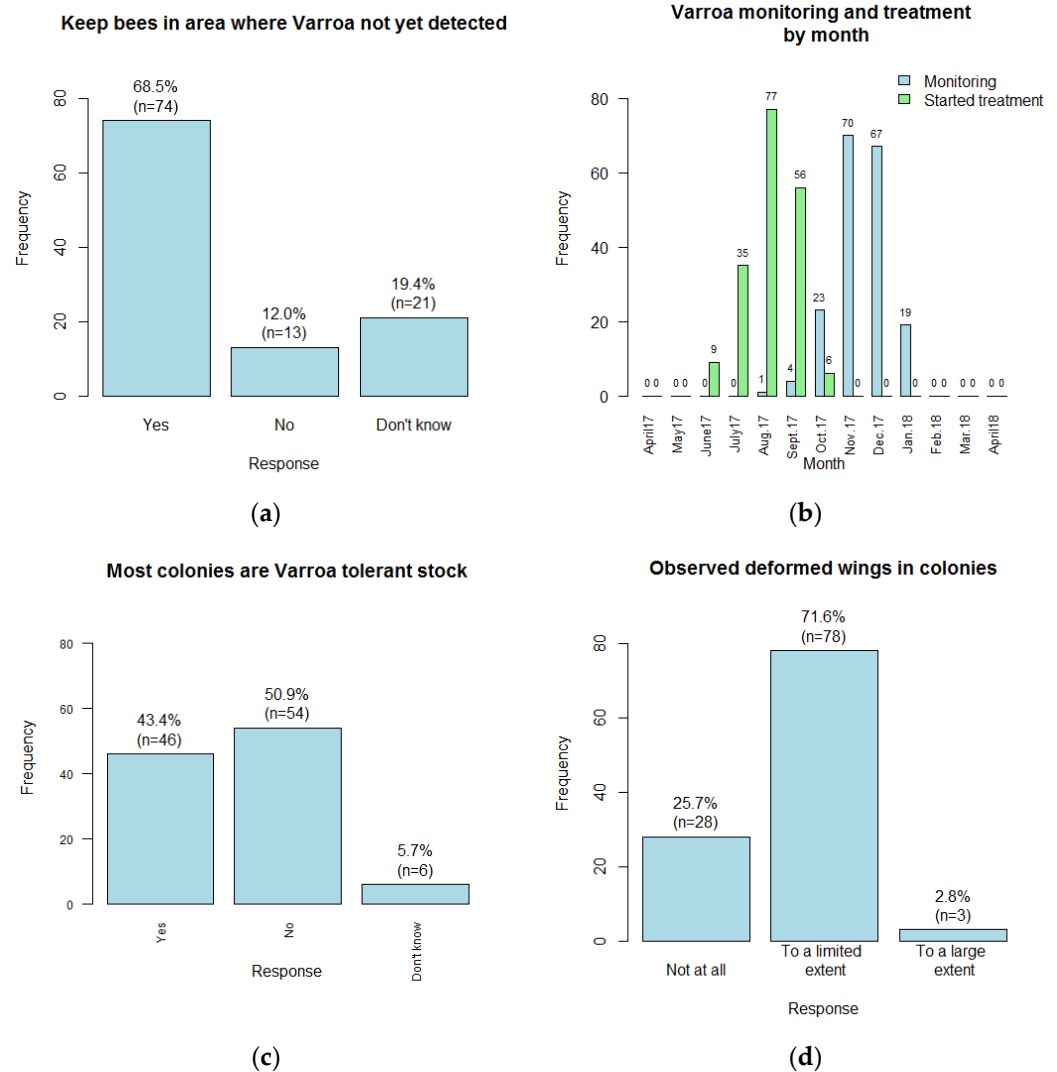 Keep bees in area where Varroa not yet detected
68.5%
(n=74)
12.0%
(n=13)
19.4%
(n=21)
80
60
40
20
0
Frequency
Yes No Don't know
Response
(a)
Varroa monitoring and treatment
by month
Monitoring
Started treatment
80
60
40
20
0
Frequency
0 0 0 0 0 9 0 35 1 77 4 56 23 6 70 0 67 0 19 0 0 0 0 0 0 0
April17 May17 June17 July17 Aug.17 Sept.17 Oct.17 Nov.17 Dec.17 Jan.18 Feb.18 Mar.18 April18
Month
(b)
Most colonies are Varroa tolerant stock
43.4%
(n=46)
50.9%
(n=54)
5.7%
(n=6)
80
60
40
20
0
Frequency
Yes No Don't know
Response
(c)
Observed deformed wings in colonies
25.7%
(n=28)
71.6%
(n=78)
2.8%
(n=3)
80
60
40
20
0
Frequency
Not at all
To a limited
extent
To a large
extent
Response
(d)